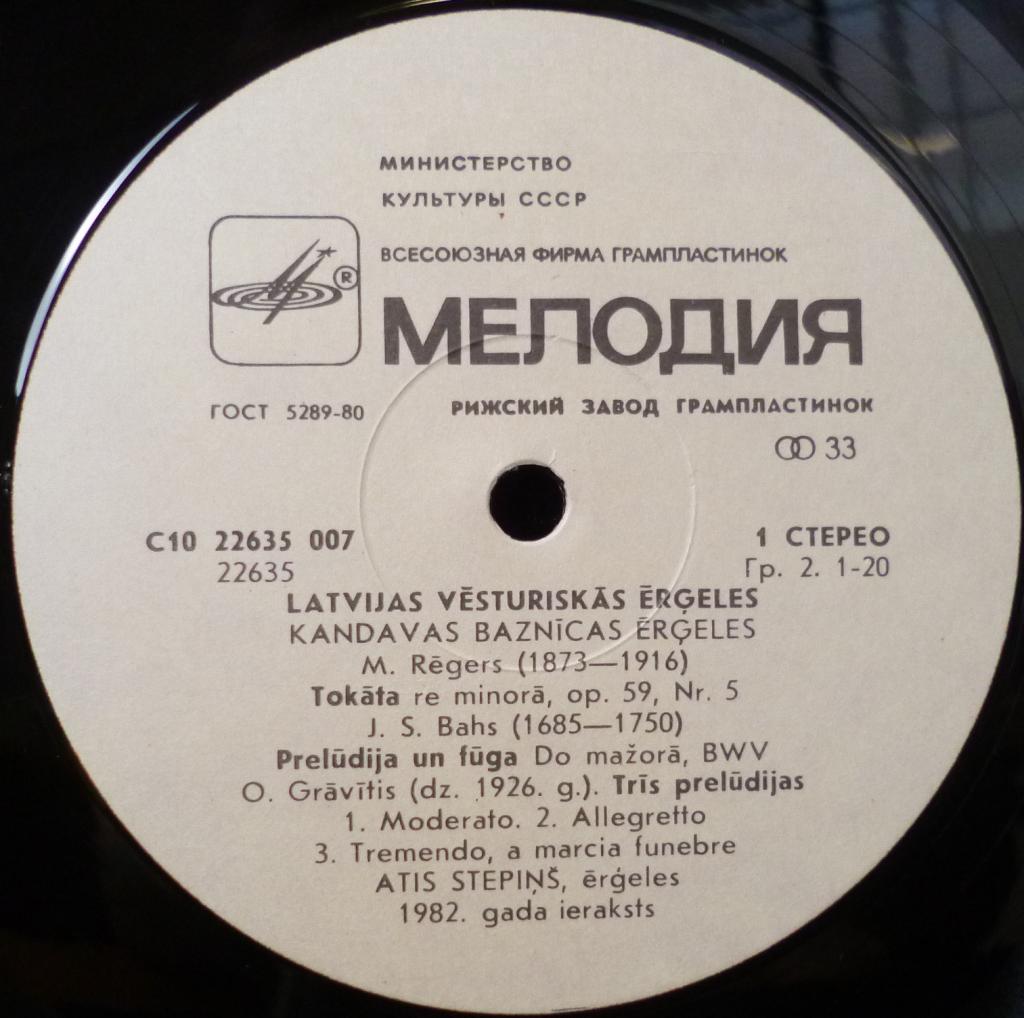 МИНИСТЕРСТВО
КУЛЬТУРЫ СССР
ВСЕСОЮЗНАЯ ФИРМА ГРАМПЛАСТИНОК
®
МЕЛОДИЯ
ГОСТ 5289-80
РИЖСКИЙ ЗАВОД ГРАМПЛАСТИНОК
33
С10 22635 007
1 СТЕРЕО
22635
Гр. 2. 1-20
LATVIJAS VĒSTURISKĀS ĒRĢELES
KANDAVAS BAZNĪCAS ĒRĢELES
M. Rēgers (1873—1916)
Tokāta re minorā, op. 59, Nr. 5
J. S. Bahs (1685—1750)
Prelūdija un fūga Do mažorā, BWV
O. Grāvītis (dz. 1926. g.). Trīs prelūdijas
1. Moderato. 2. Allegretto
3. Tremendo, a marcia funebre
ATIS STEPIŅŠ, ērģeles
1982. gada ieraksts